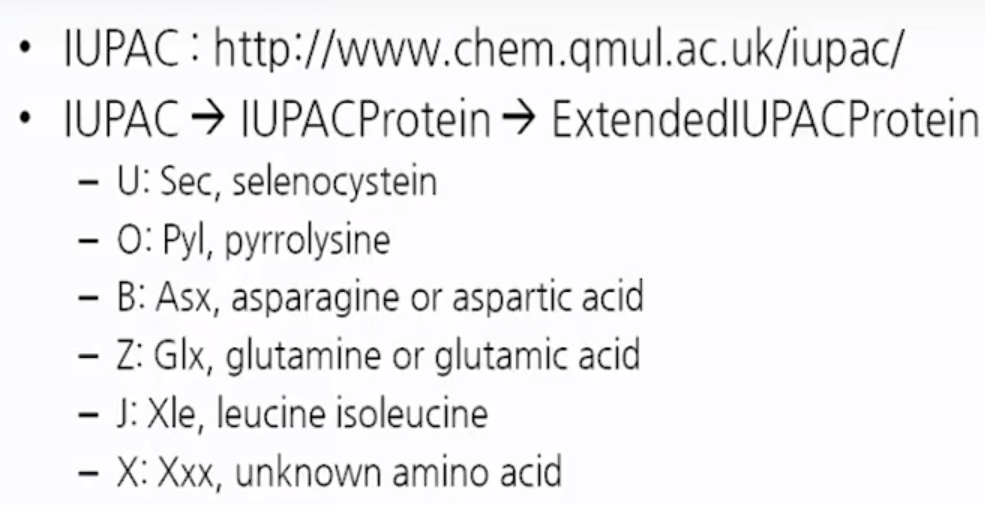 • IUPAC : http://www.chem.qmul.ac.uk/iupac/
• IUPAC → IUPACProtein → ExtendedIUPACProtein
– U: Sec, selenocystein
– O: Pyl, pyrrolysine
– B: Asx, asparagine or aspartic acid
– Z: Glx, glutamine or glutamic acid
– J: Xle, leucine isoleucine
– X: Xxx, unknown amino acid